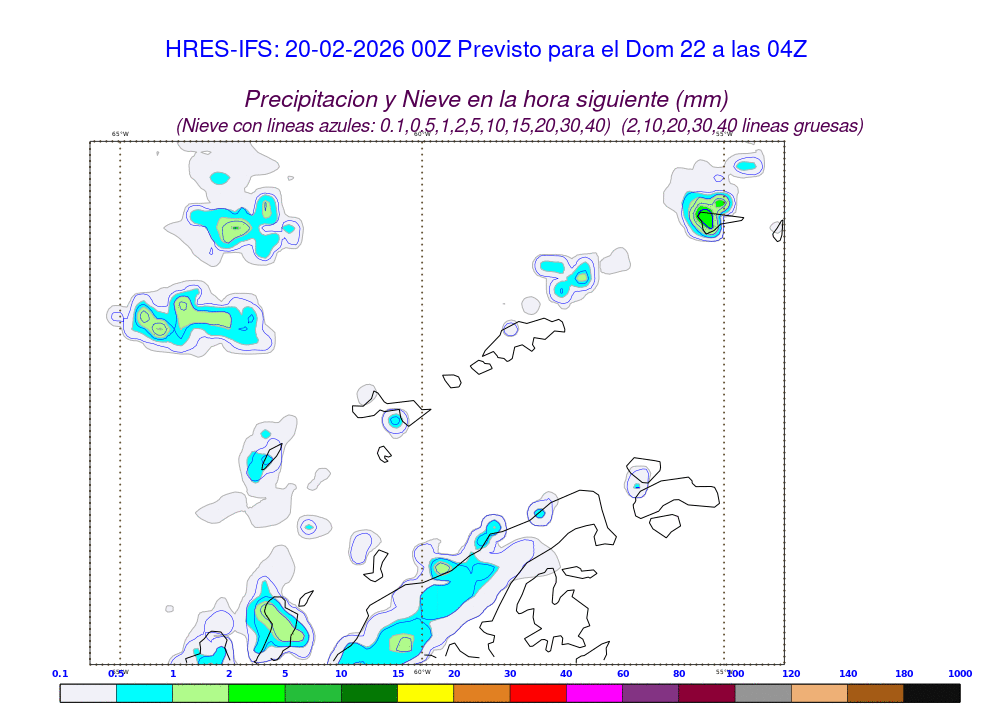 HRES-IFS: 20-02-2026 00Z Previsto para el Dom 22 a las 04Z
Precipitacion y Nieve en la hora siguiente (mm)
(Nieve con lineas azules: 0.1,0.5,1,2,5,10,15,20,30,40) (2,10,20,30,40 lineas gruesas)
65°W 60°W 55°W
65°W 60°W 55°W
0.1 0.5 1 2 5 10 15 20 30 40 60 80 100 120 140 180 1000